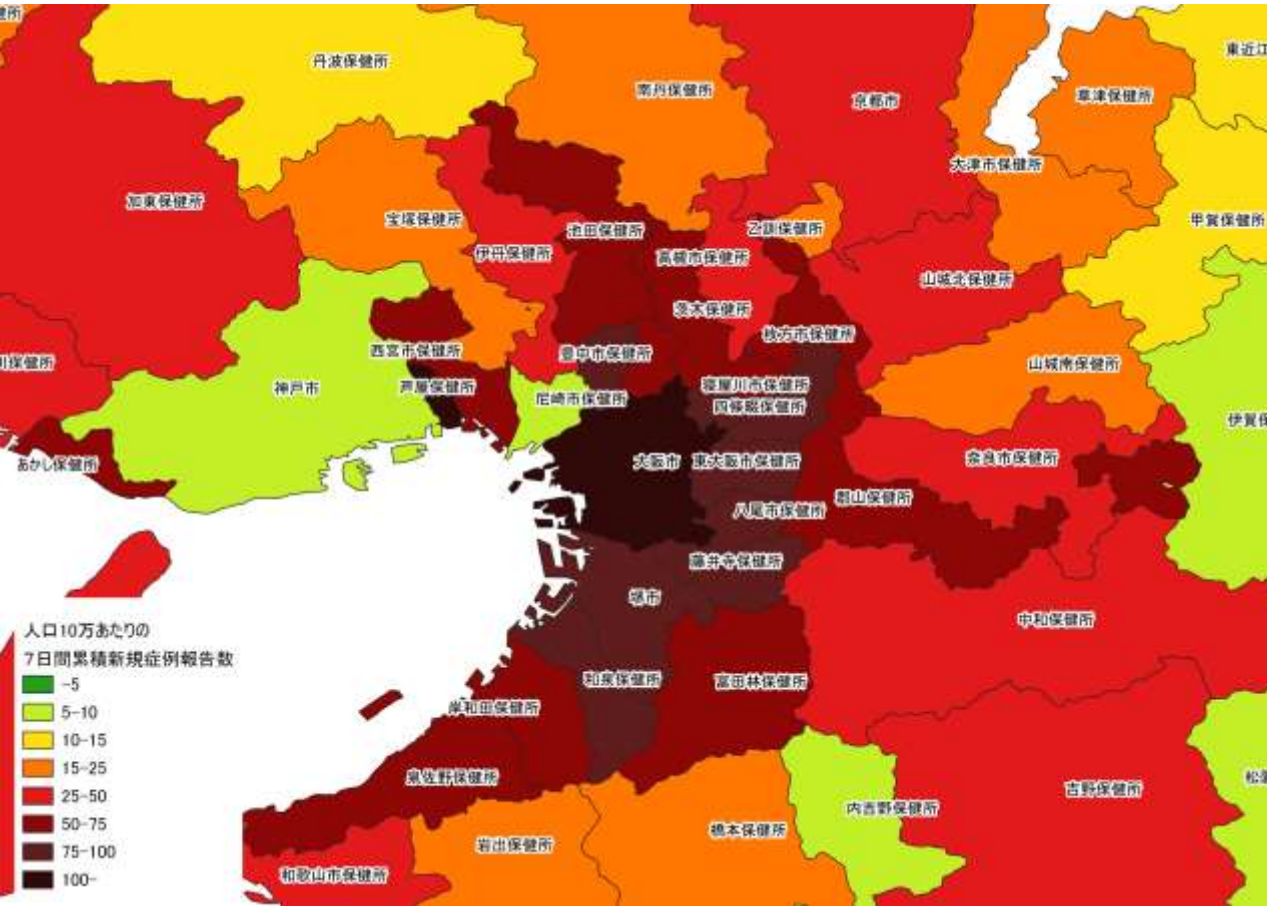 健所
丹波保健所
東近江
南丹保健所
草津保健所
京都市
大津市保健所
加東保健所
宝塚保健所
甲賀保健所
池田保健所
乙訓保健所
伊丹保健所
高槻市保健所
山城北保健所
茨木保健所
枚方市保健所
西宮市保健所
豊中市保健所
川保健所
山城南保健所
神戸市
芦屋保健所
寝屋川市保健所
尼崎市保健所
四條畷保健所
伊賀保
あかし保健所
大阪市
東大阪市保健所
奈良市保健所
郡山保健所
八尾市保健所
藤井寺保健所
堺市
中和保健所
和泉保健所
富田林保健所
岸和田保健所
泉佐野保健所
吉野保健所
内吉野保健所
橋本保健所
岩出保健所
和歌山市保健所
人口10万あたりの
7日間累積新規症例報告数
-5
5-10
10-15
15-25
25-50
50-75
75-100
100-